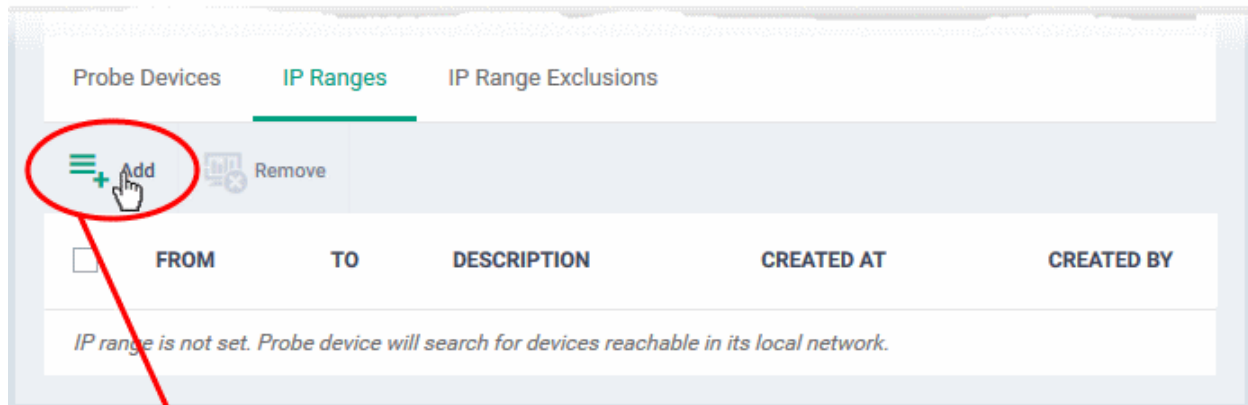 Probe Devices IP Ranges IP Range Exclusions
Add Remove
FROM TO DESCRIPTION CREATED AT CREATED BY
IP range is not set. Probe device will search for devices reachable in its local network.